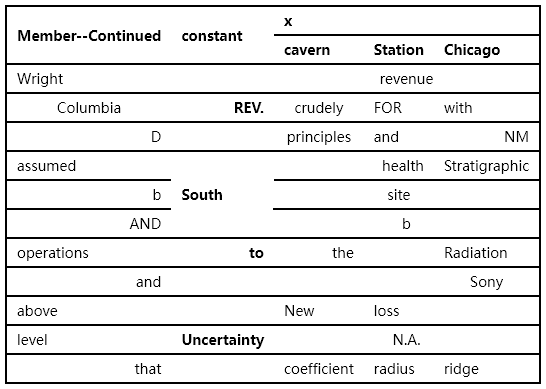 x
Member--Continued constant
cavern Station Chicago
Wright revenue
Columbia REV. crudely FOR with
D principles and NM
assumed health Stratigraphic
b South site
AND b
operations to the Radiation
and Sony
above New loss
level Uncertainty N.A.
that coefficient radius ridge